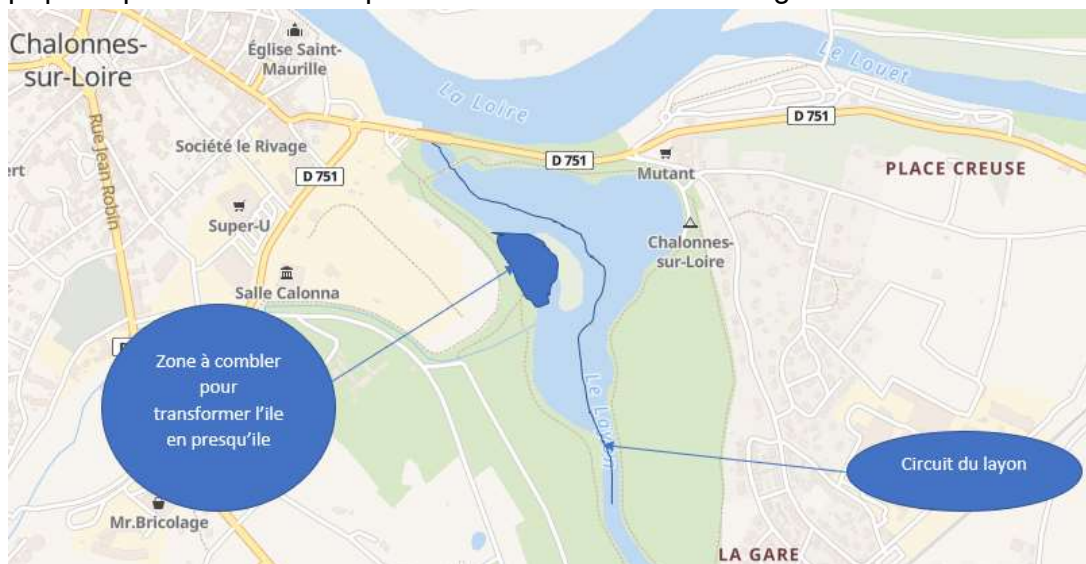 Chalonnes-
sur-Loire
Église Saint-
Maurille
La Loire
Le Louet
D 751
Rue Jean Robin
Société le Rivage
D 751
D 751
Mutant
PLACE CREUSE
ert
Super-U
Chalonnes-
sur-Loire
Salle Calonna
Zone à combler
pour
transformer l’ile
en presqu’ile
Le Layon
Circuit du layon
Mr.Bricolage
LA GARE